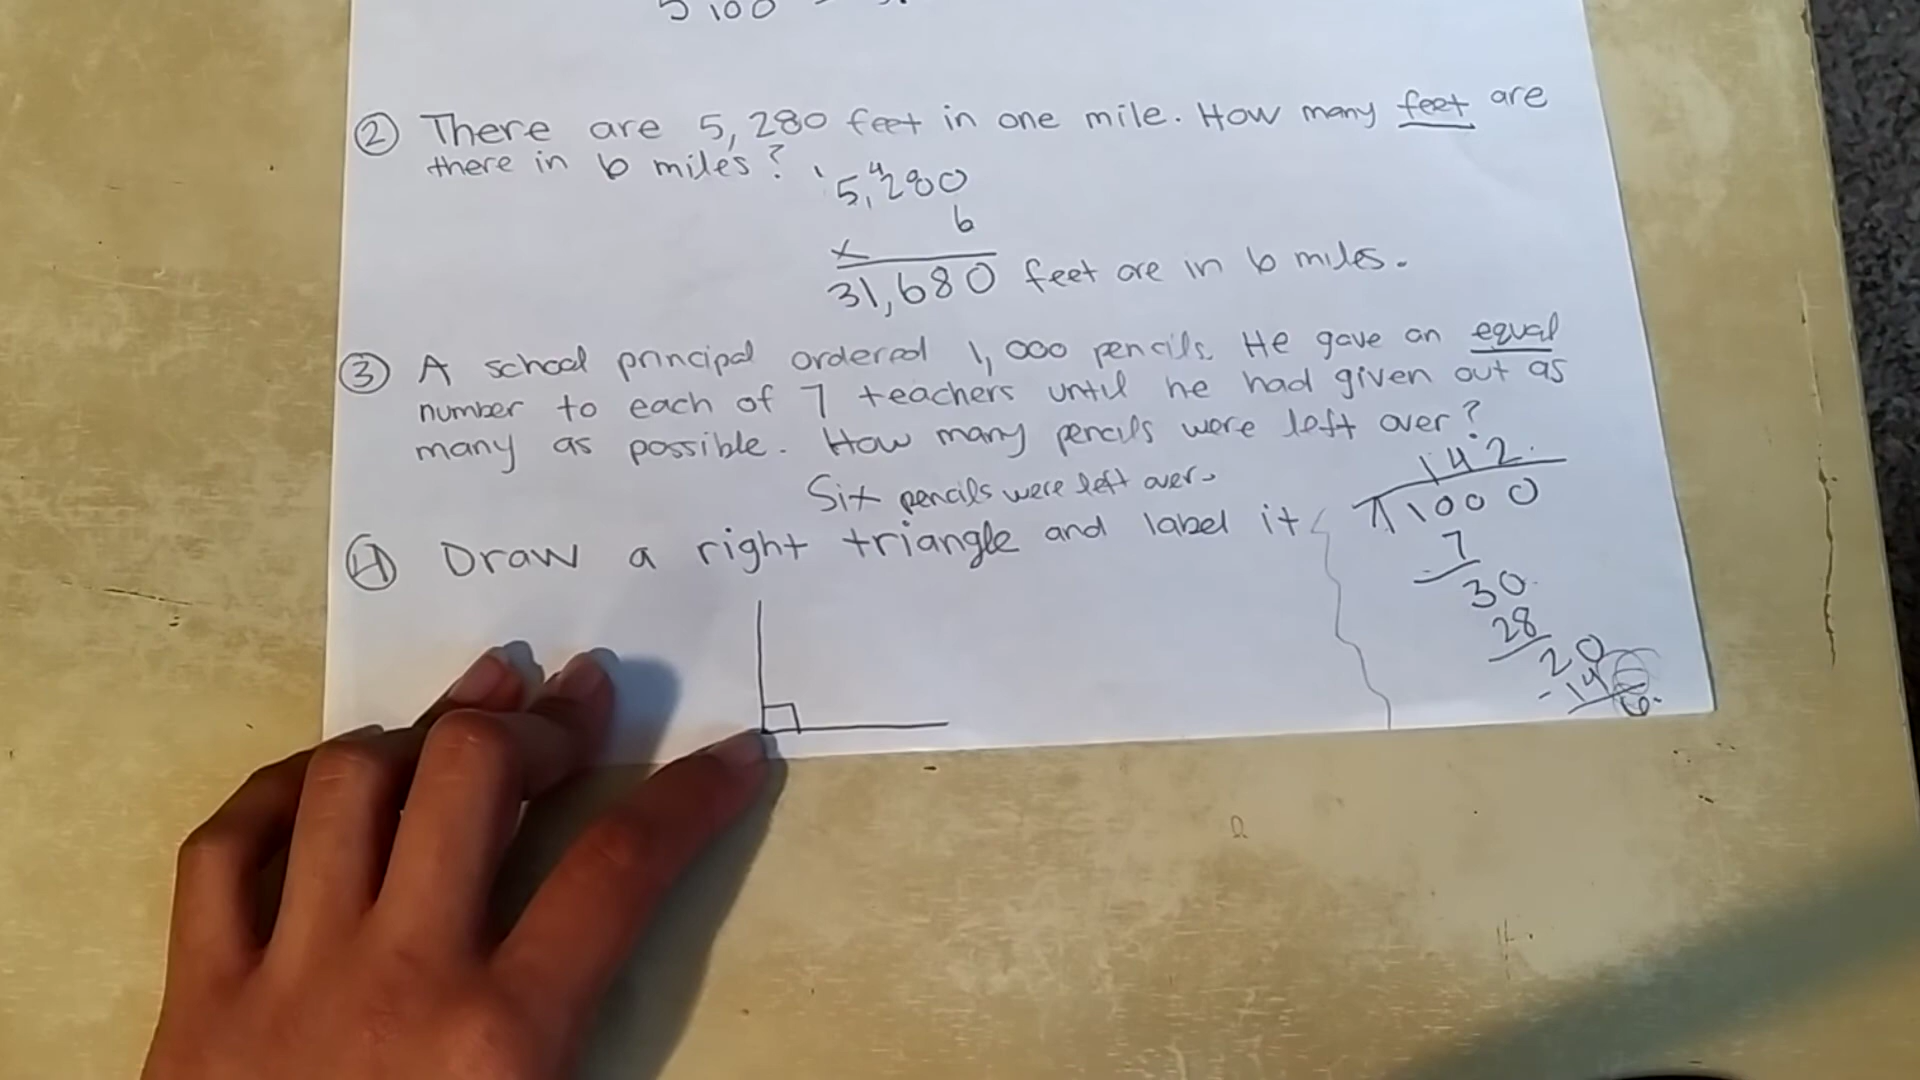 5 100
② There are 5,280 feet in one mile. How many feet are
there in 6 miles?
1 4
5,280
6
x
31,680 feet are in 6 miles.
③ A school principal ordered 1,000 pencils. He gave an equal
number to each of 7 teachers until he had given out as
many as possible. How many pencils were left over?
Six pencils were left over.
142.
7 1000
7
30
28
20
-14
6.
④ Draw a right triangle and label it